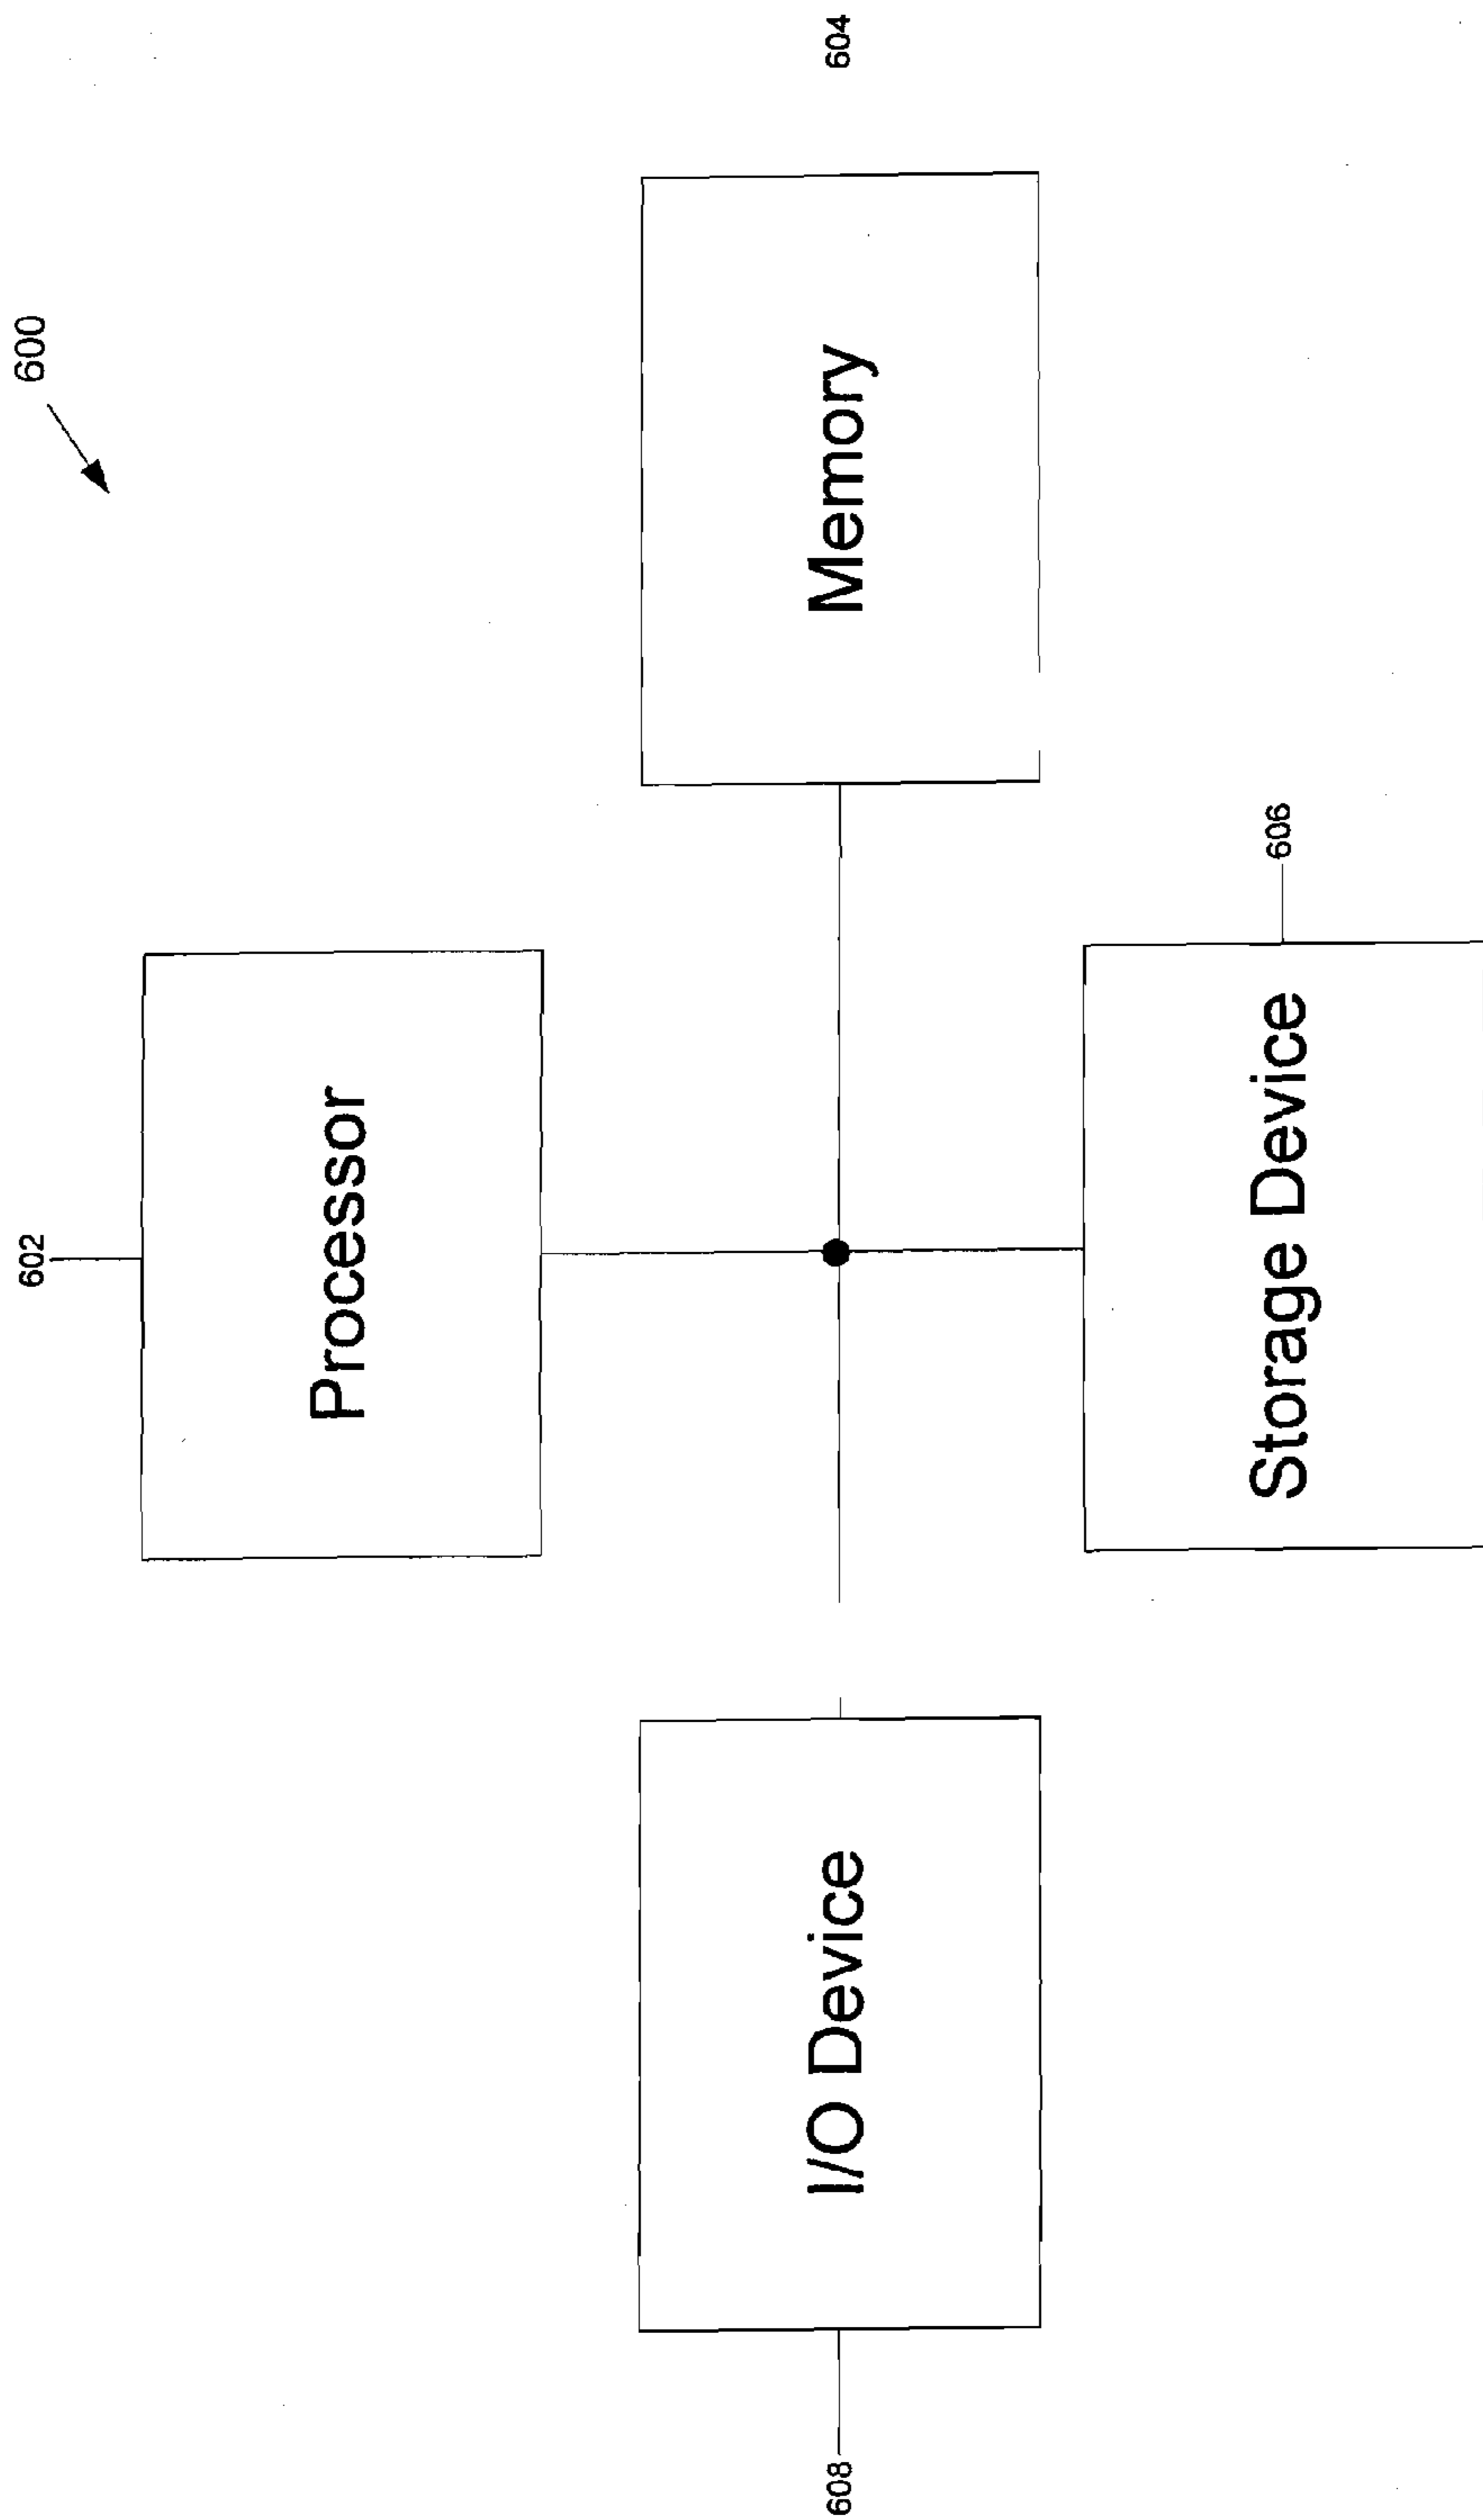 600
602
Processor
604
Memory
I/O Device
608
606
Storage Device